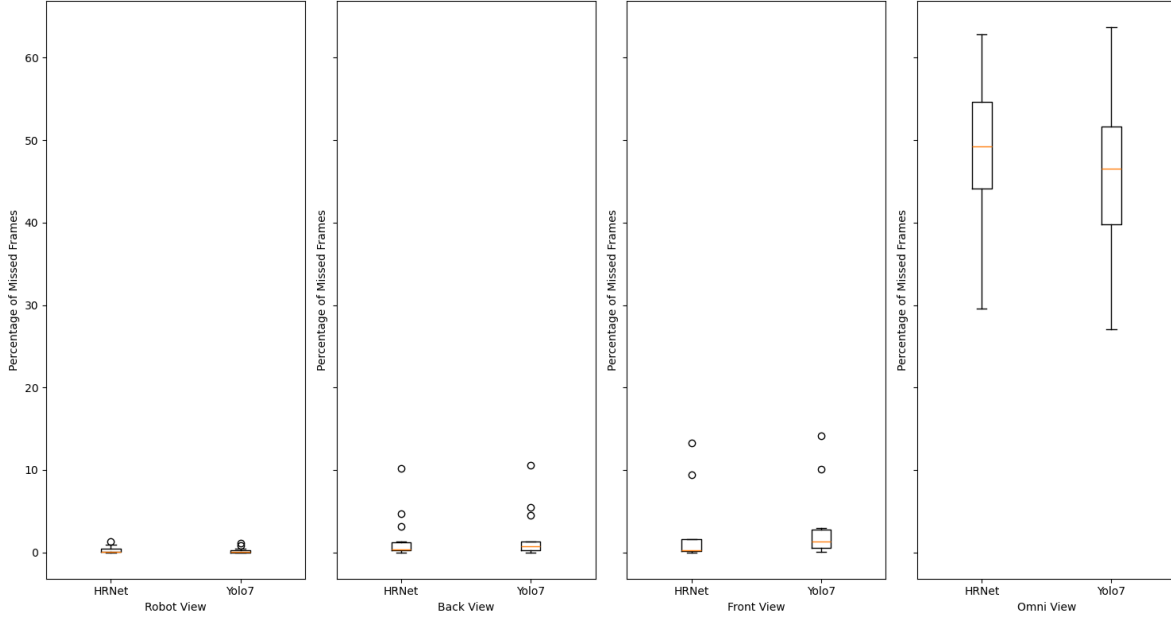 Percentage of Missed Frames
60
50
40
30
20
10
0
HRNet Yolo7
Robot View
Percentage of Missed Frames
HRNet Yolo7
Back View
Percentage of Missed Frames
HRNet Yolo7
Front View
Percentage of Missed Frames
HRNet Yolo7
Omni View